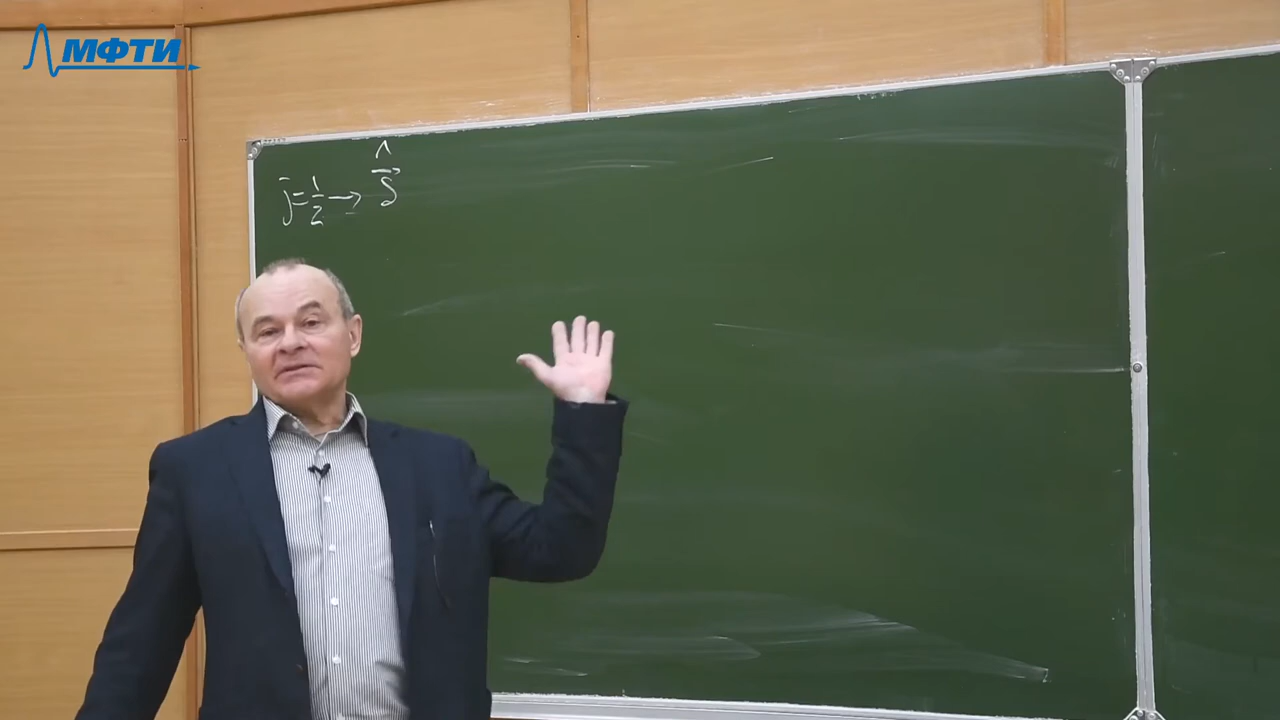 МФТИ
j = 1/2 → ŝ